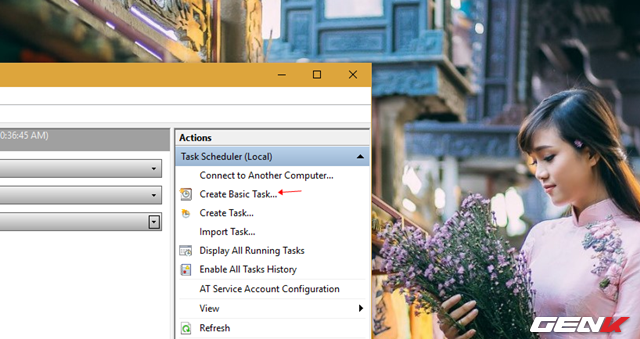 0:36:45 AM)
Actions
Task Scheduler (Local)
Connect to Another Computer...
Create Basic Task...
Create Task...
Import Task...
Display All Running Tasks
Enable All Tasks History
AT Service Account Configuration
View
Refresh
GENK